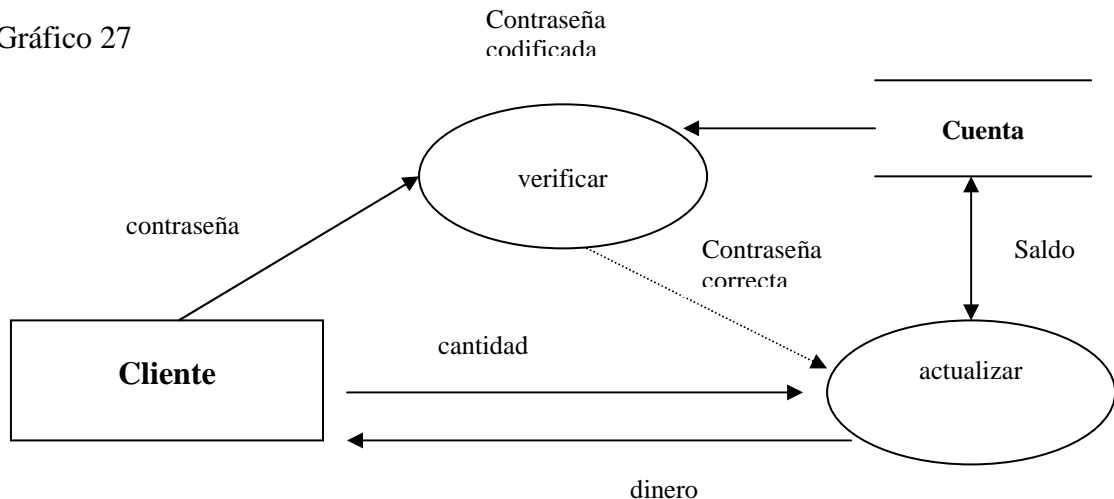 Gráfico 27
Contraseña
codificada
Cuenta
verificar
contraseña
Contraseña
correcta
Saldo
cantidad
Cliente
actualizar
dinero